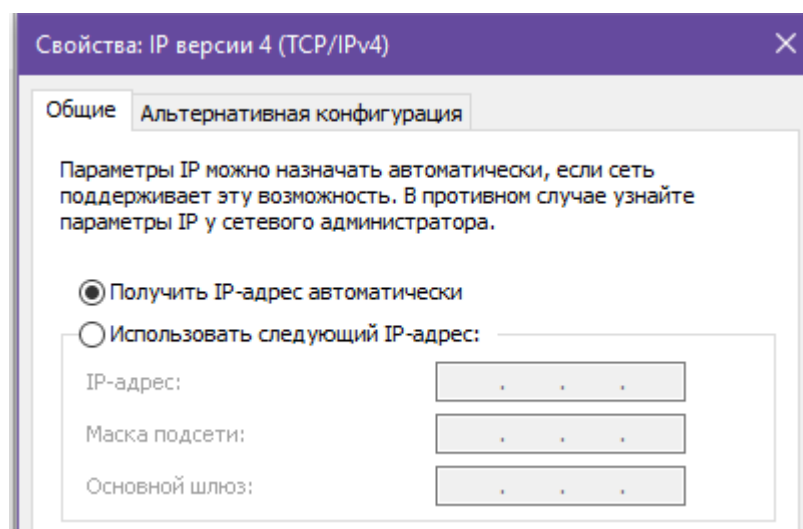 Свойства: IP версии 4 (TCP/IPv4)
Общие Альтернативная конфигурация
Параметры IP можно назначать автоматически, если сеть
поддерживает эту возможность. В противном случае узнайте
параметры IP у сетевого администратора.
Получить IP-адрес автоматически
Использовать следующий IP-адрес:
IP-адрес: . . .
Маска подсети: . . .
Основной шлюз: . . .